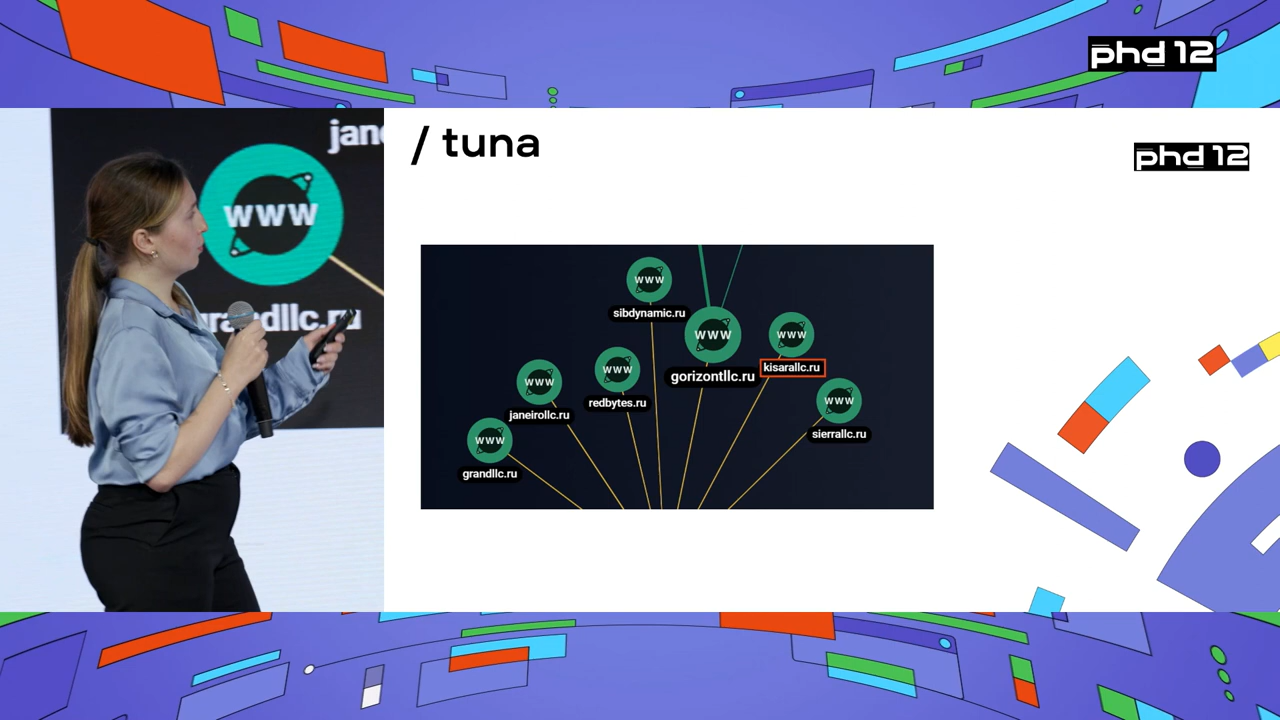 phd 12
jane
www
grandllc.ru
/ tuna
phd 12
www
sibdynamic.ru
www
gorizontllc.ru
www
kisarallc.ru
www
redbytes.ru
www
janeirollc.ru
www
sierrallc.ru
www
grandllc.ru